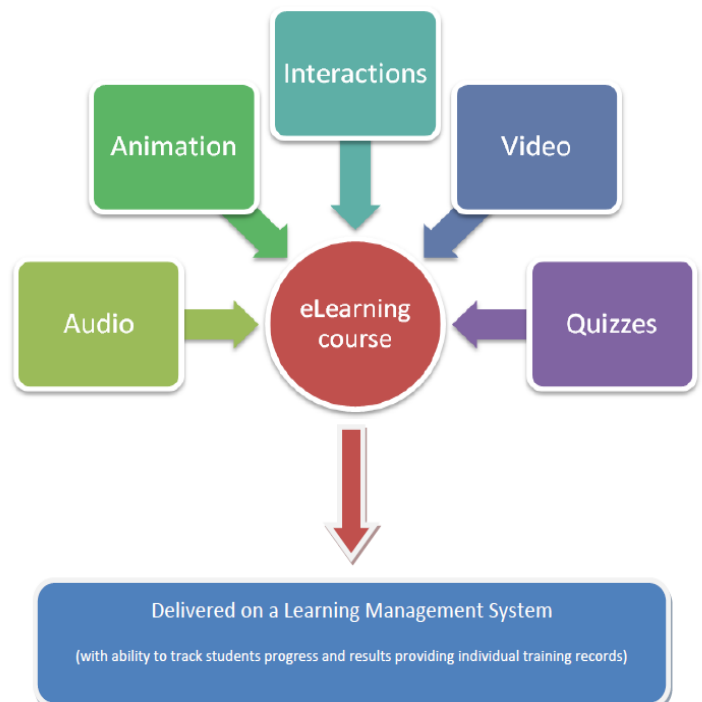 Interactions
Animation
Video
Audio
eLearning
course
Quizzes
Delivered on a Learning Management System
(with ability to track students progress and results providing individual training records)